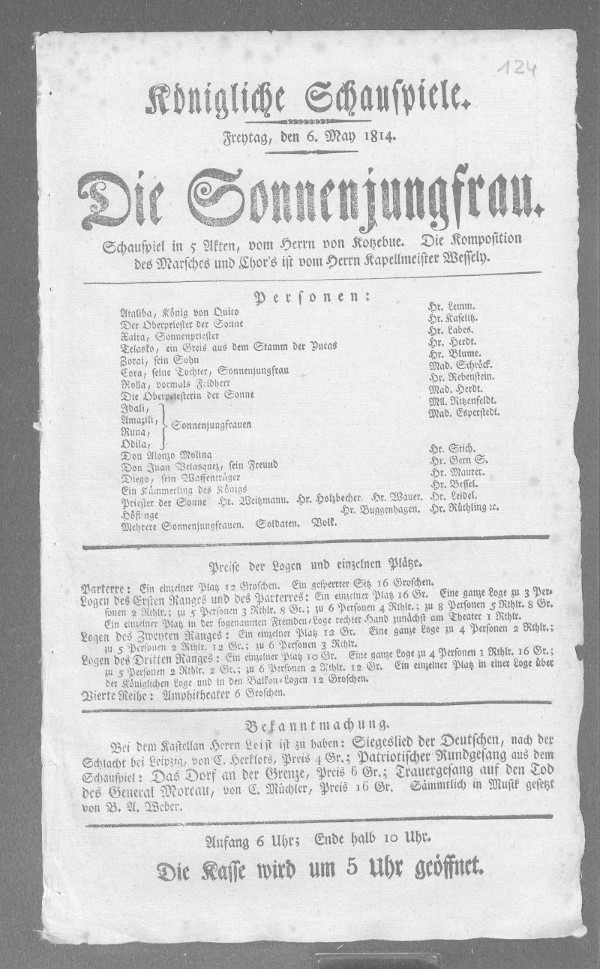 124
Königliche Schauspiele.
Freytag, den 6. May 1814.
Die Sonnenjungfrau.
Schauspiel in 5 Akten, vom Herrn von Kotzebue. Die Komposition
des Marsches und Chor's ist vom Herrn Kapellmeister Wessely.
Personen:
Ataliba, König von Quito Hr. Lemm.
Der Oberpriester der Sonne Hr. Kaselitz.
Xaira, Sonnenpriester Hr. Labes.
Telasko, ein Greis aus dem Stamm der Yncas Hr. Herdt.
Zorai, sein Sohn Hr. Blume.
Cora, seine Tochter, Sonnenjungfrau Mad. Schröck.
Rolla, vormals Feldherr Hr. Rebenstein.
Die Oberpriesterin der Sonne Mad. Herdt.
Idali, Mll. Ritzenfeldt.
Amazili, Mad. Esperstedt.
Runa,
Odila,
Sonnenjungfrauen
Don Alonzo Molina Hr. Stich.
Don Juan Velasquez, sein Freund Hr. Gern S.
Diego, sein Waffenträger Hr. Maurer.
Ein Kämmerling des Königs Hr. Bessel.
Priester der Sonne Hr. Weitzmann. Hr. Holzbecher. Hr. Wauer. Hr. Leidel.
Höflinge Hr. Buggenhagen. Hr. Rüthling ꝛc.
Mehrere Sonnenjungfrauen. Soldaten. Volk.
Preise der Logen und einzelnen Plätze.
Parterre: Ein einzelner Platz 12 Groschen. Ein gesperrter Sitz 16 Groschen.
Logen des Ersten Ranges und des Parterres: Ein einzelner Platz 16 Gr. Eine ganze Loge zu 3 Per-
sonen 2 Rthlr.; zu 5 Personen 3 Rthlr. 8 Gr.; zu 6 Personen 4 Rthlr.; zu 8 Personen 5 Rthlr. 8 Gr.
Ein einzelner Platz in der sogenannten Fremden-Loge rechter Hand zunächst am Theater 1 Rthlr.
Logen des Zweyten Ranges: Ein einzelner Platz 12 Gr. Eine ganze Loge zu 4 Personen 2 Rthlr.;
zu 5 Personen 2 Rthlr. 12 Gr.; zu 6 Personen 3 Rthlr.
Logen des Dritten Ranges: Ein einzelner Platz 10 Gr. Eine ganze Loge zu 4 Personen 1 Rthlr. 16 Gr.;
zu 5 Personen 2 Rthlr. 2 Gr.; zu 6 Personen 2 Rthlr. 12 Gr. Ein einzelner Platz in einer Loge über
der Königlichen Loge und in den Balkon-Logen 12 Groschen.
Vierte Reihe: Amphitheater 6 Groschen.
Bekanntmachung.
Bei dem Kastellan Herrn Leist ist zu haben: Siegeslied der Deutschen, nach der
Schlacht bei Leipzig, von C. Herklots, Preis 4 Gr.; Patriotischer Rundgesang aus dem
Schauspiel: Das Dorf an der Grenze, Preis 6 Gr.; Trauergesang auf den Tod
des General Moreau, von C. Müchler, Preis 16 Gr. Sämmtlich in Musik gesetzt
von B. A. Weber.
Anfang 6 Uhr; Ende halb 10 Uhr.
Die Kasse wird um 5 Uhr geöffnet.